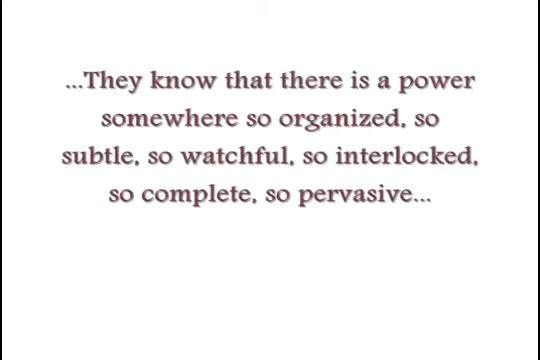 ...They know that there is a power
somewhere so organized, so
subtle, so watchful, so interlocked,
so complete, so pervasive...